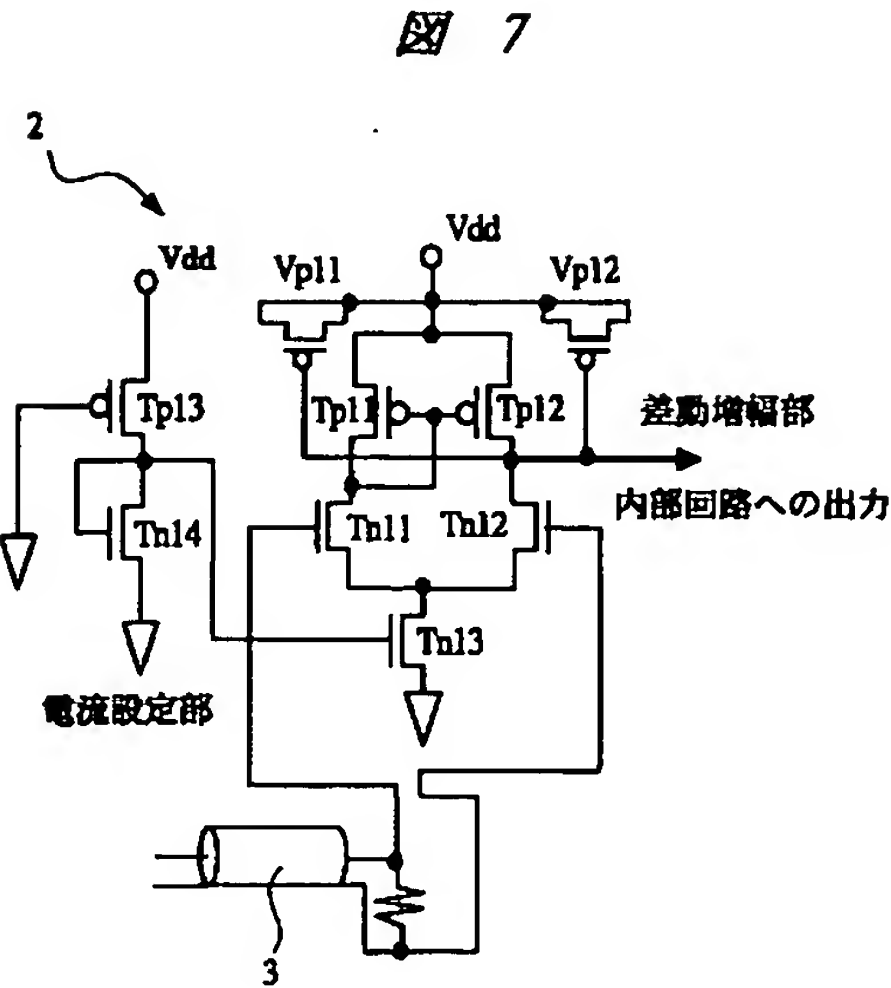 図 7
2
Vdd
Vdd
Vp11
Vp12
Tp13
Tp11
Tp12
差動増幅部
内部回路への出力
Tn14
Tn11
Tn12
Tn13
電流設定部
3